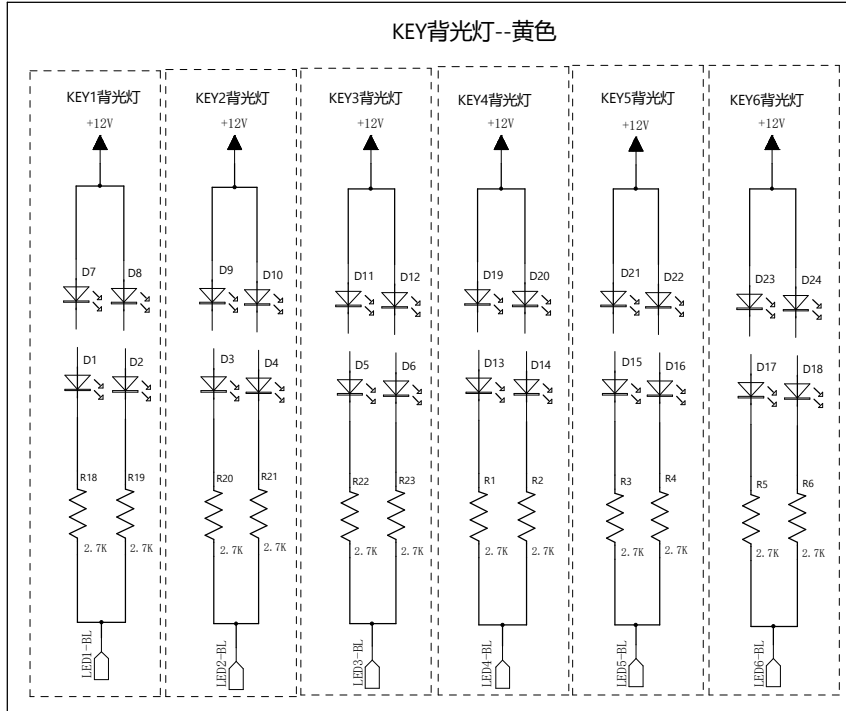 KEY背光灯--黄色
KEY1背光灯 KEY2背光灯 KEY3背光灯 KEY4背光灯 KEY5背光灯 KEY6背光灯
+12V +12V +12V +12V +12V +12V
D7 D8 D9 D10 D11 D12 D19 D20 D21 D22 D23 D24
D1 D2 D3 D4 D5 D6 D13 D14 D15 D16 D17 D18
R18 R19 R20 R21 R22 R23 R1 R2 R3 R4 R5 R6
2.7K 2.7K 2.7K 2.7K 2.7K 2.7K 2.7K 2.7K 2.7K 2.7K 2.7K 2.7K
LED1-BL LED2-BL LED3-BL LED4-BL LED5-BL LED6-BL